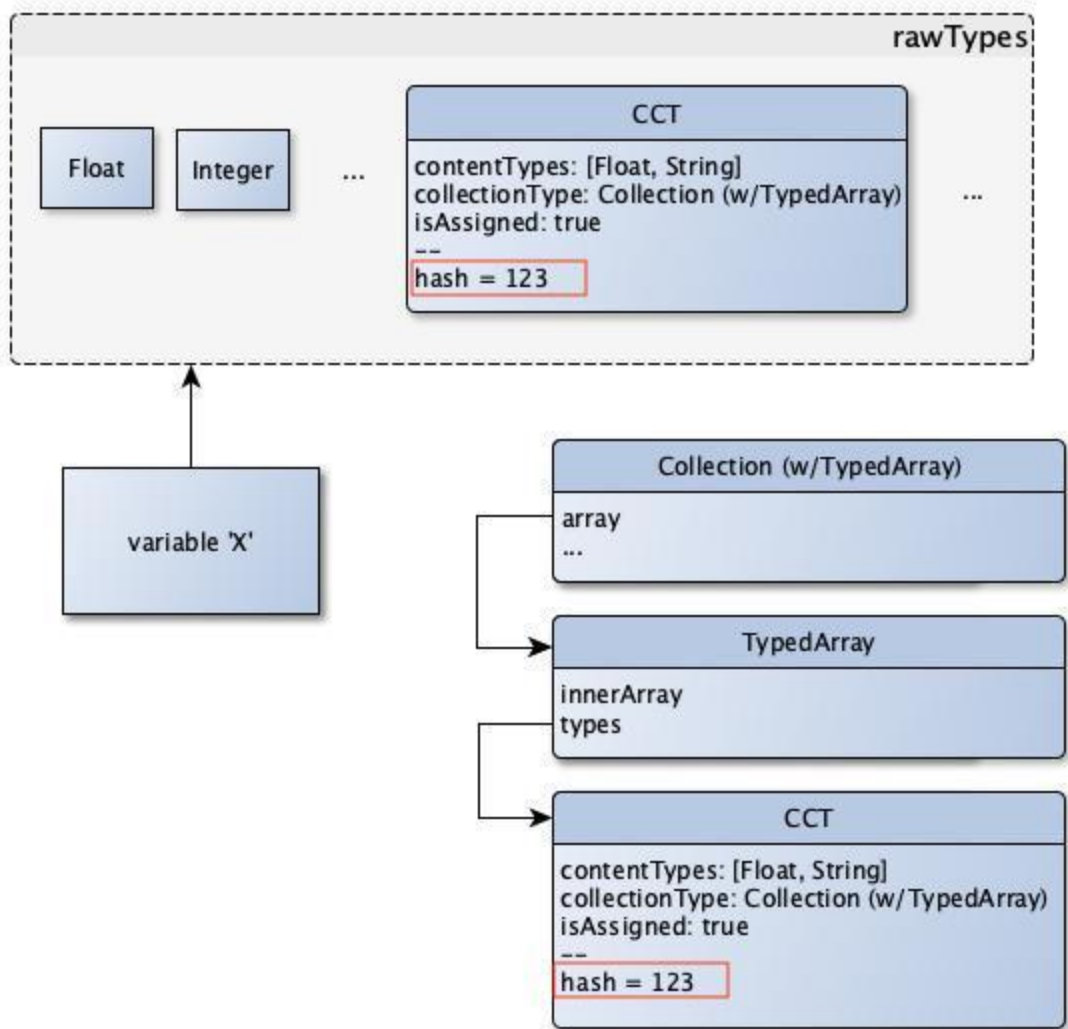 rawTypes
Float
Integer
...
CCT
contentTypes: [Float, String]
collectionType: Collection (w/TypedArray)
isAssigned: true
--
hash = 123
...
variable 'X'
Collection (w/TypedArray)
array
...
TypedArray
innerArray
types
CCT
contentTypes: [Float, String]
collectionType: Collection (w/TypedArray)
isAssigned: true
--
hash = 123